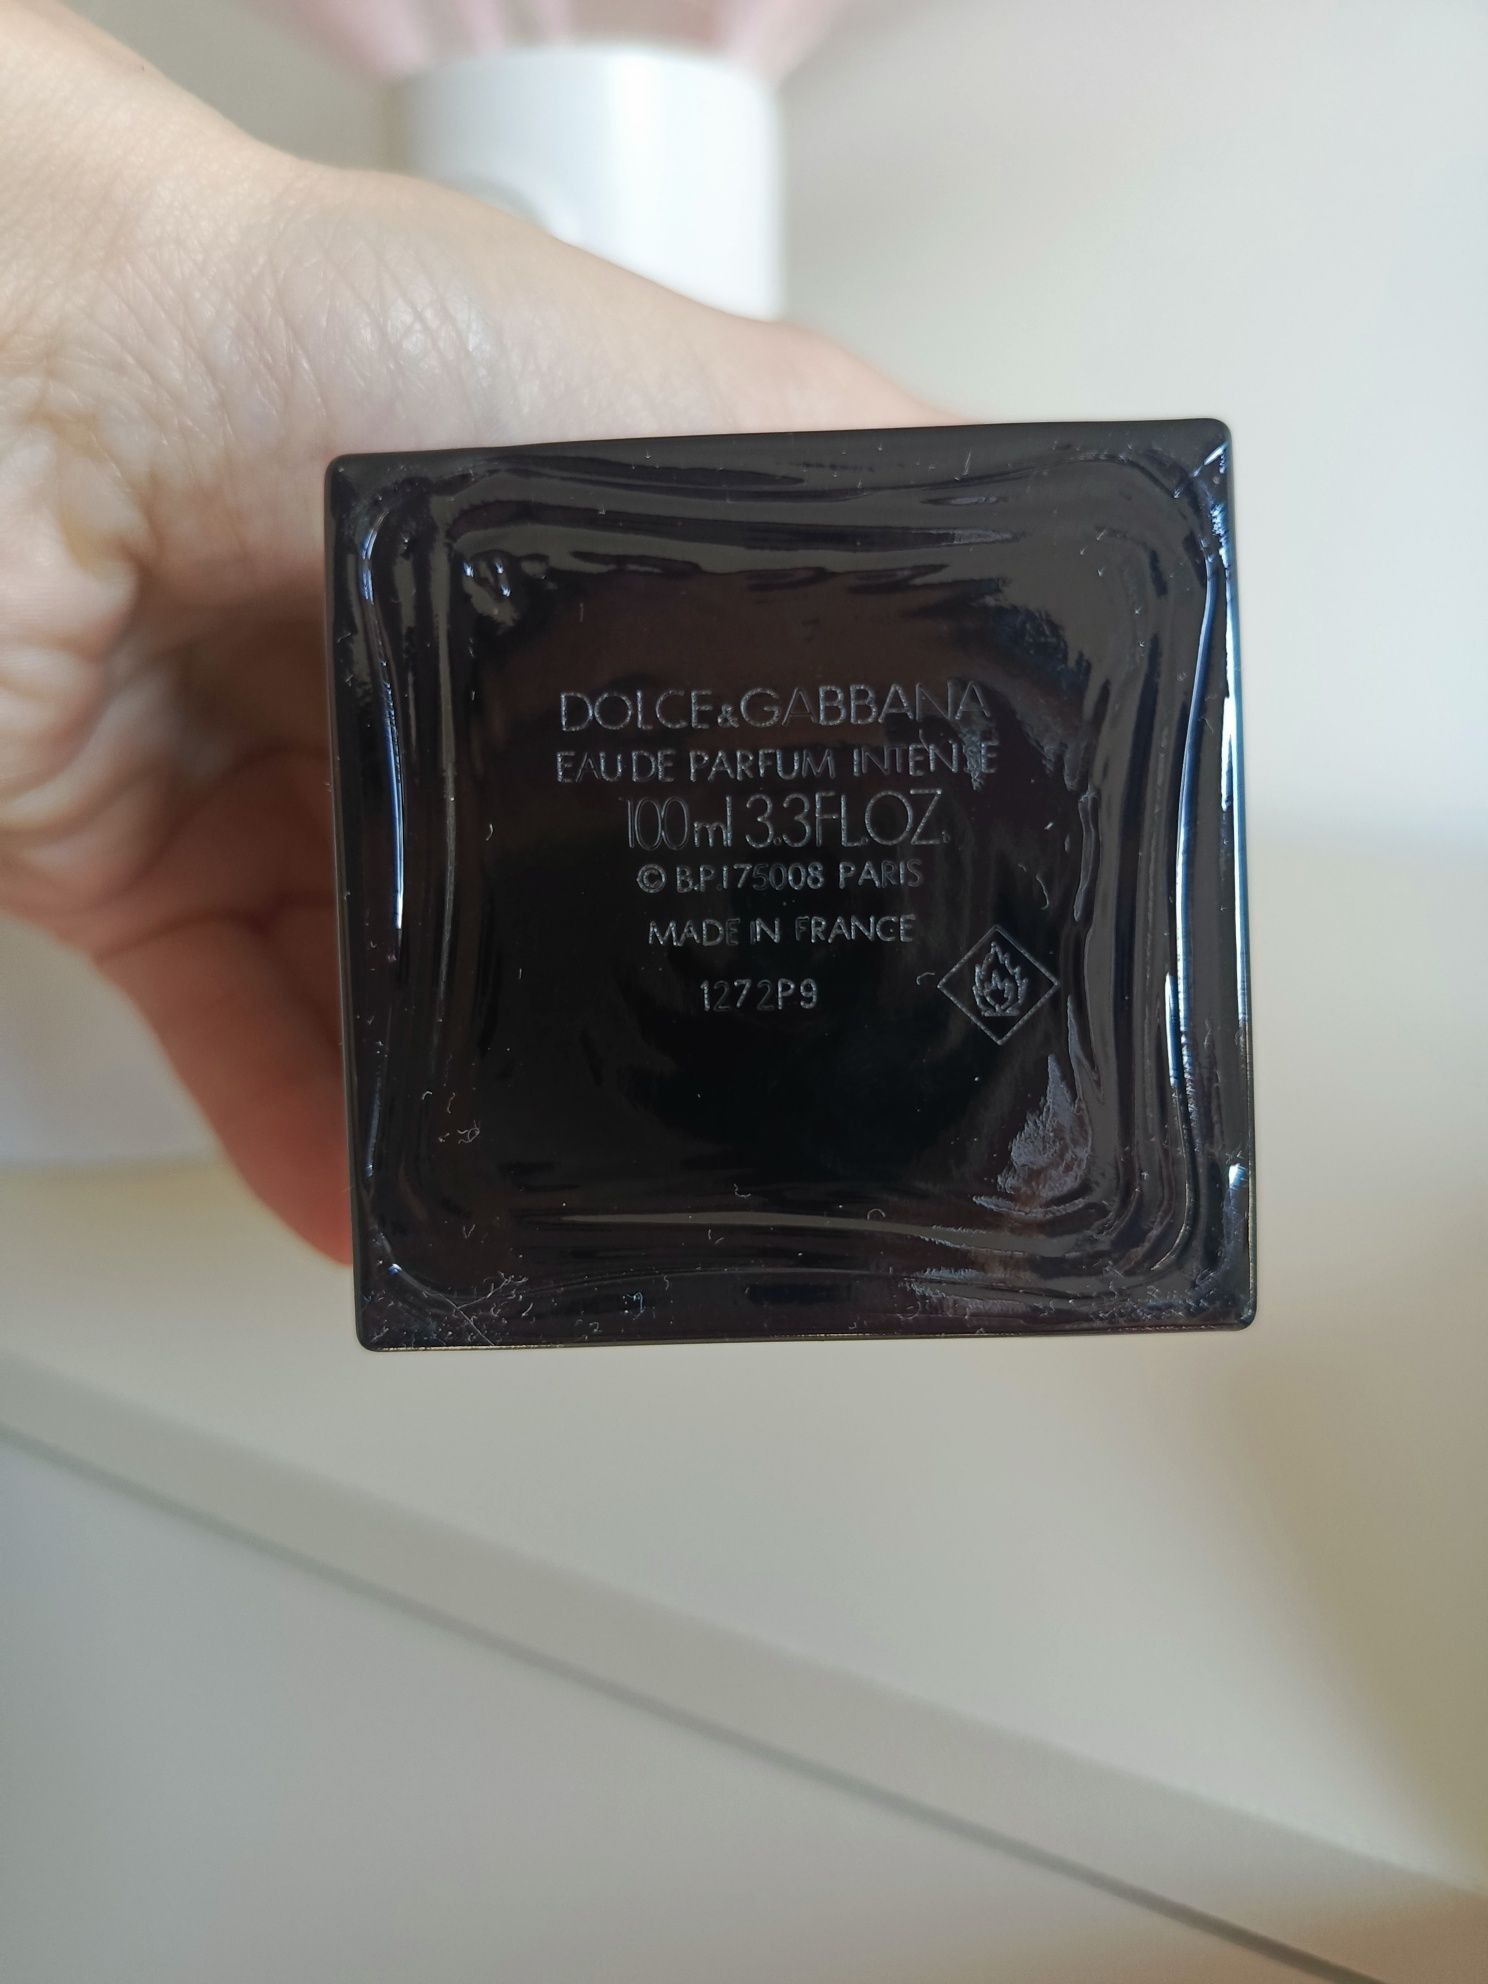 DOLCE&GABBANA
EAU DE PARFUM INTENSE
100ml 3.3FL.OZ.
© B.P.175008 PARIS
MADE IN FRANCE
1272P9